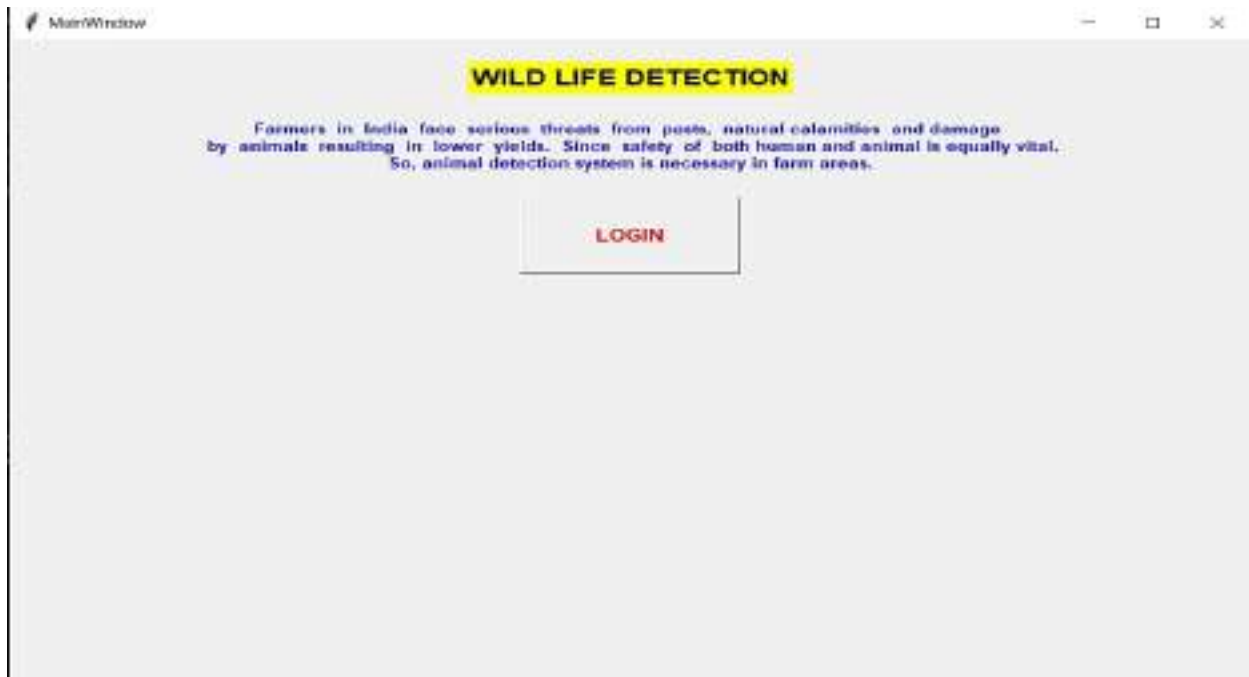 MainWindow
WILD LIFE DETECTION
Farmers in India face serious threats from pests, natural calamities and damage
by animals resulting in lower yields. Since safety of both human and animal is equally vital.
So, animal detection system is necessary in farm areas.
LOGIN